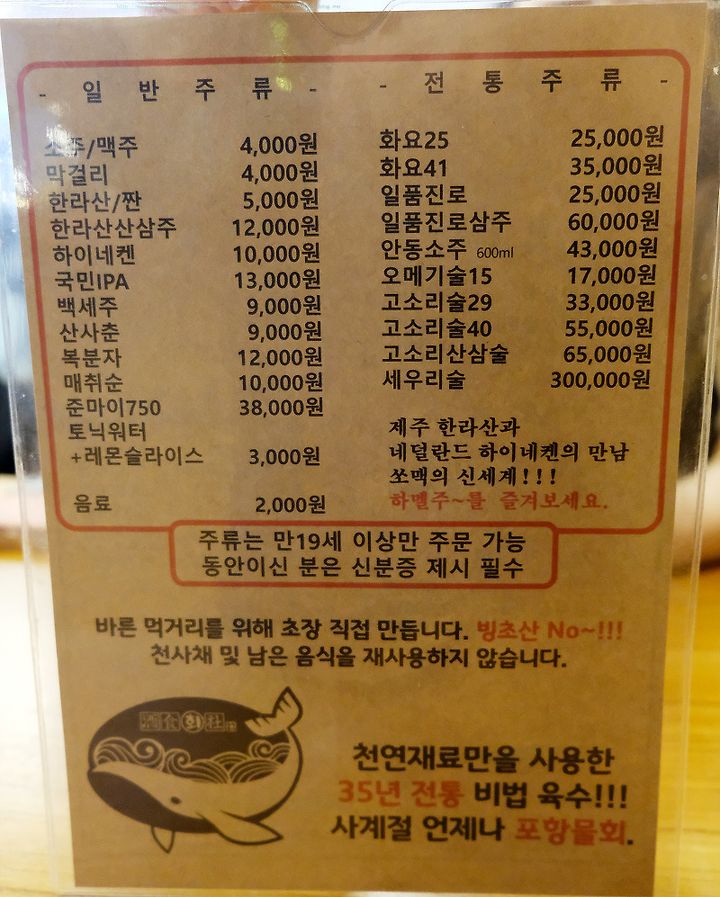 - 일 반 주 류 -
소주/맥주 4,000원
막걸리 4,000원
한라산/짠 5,000원
한라산산삼주 12,000원
하이네켄 10,000원
국민IPA 13,000원
백세주 9,000원
산사춘 9,000원
복분자 12,000원
매취순 10,000원
준마이750 38,000원
토닉워터
+레몬슬라이스 3,000원
음료 2,000원
- 전 통 주 류 -
화요25 25,000원
화요41 35,000원
일품진로 25,000원
일품진로삼주 60,000원
안동소주 600ml 43,000원
오메기술15 17,000원
고소리술29 33,000원
고소리술40 55,000원
고소리산삼술 65,000원
세우리술 300,000원
제주 한라산과
네덜란드 하이네켄의 만남
쏘맥의 신세계!!!
하멜주~를 즐겨보세요.
주류는 만19세 이상만 주문 가능
동안이신 분은 신분증 제시 필수
바른 먹거리를 위해 초장 직접 만듭니다. 빙초산 No~!!!
천사채 및 남은 음식을 재사용하지 않습니다.
酒食회社
천연재료만을 사용한
35년 전통 비법 육수!!!
사계절 언제나 포항물회.